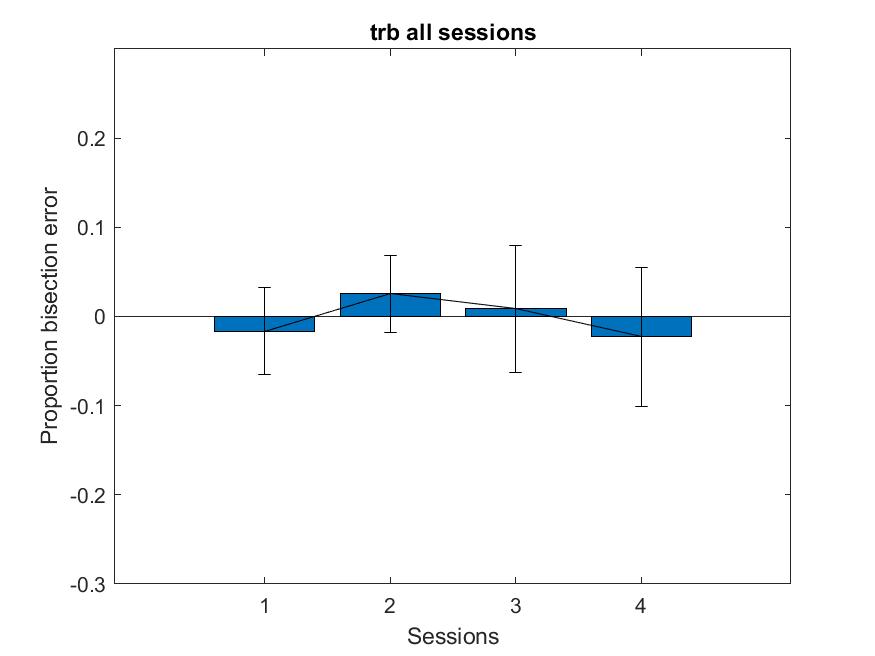 trb all sessions
Proportion bisection error
0.2
0.1
0
-0.1
-0.2
-0.3
1 2 3 4
Sessions